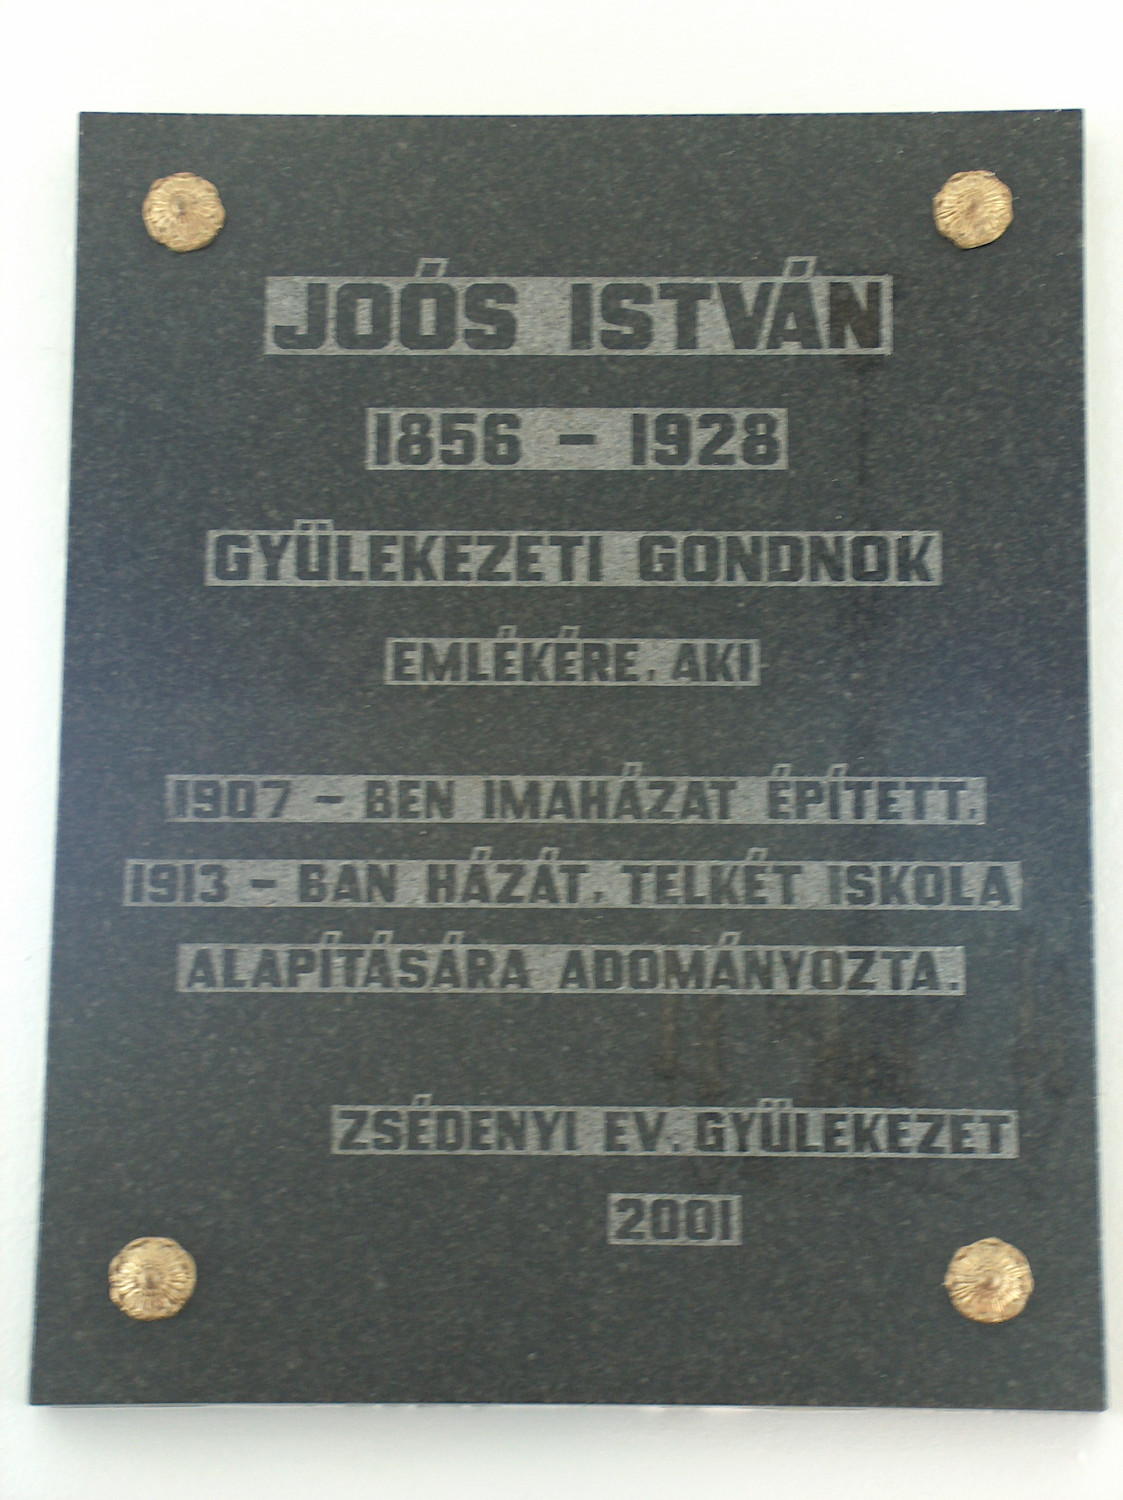 JOÓS ISTVÁN
1856 - 1928
GYÜLEKEZETI GONDNOK
EMLÉKÉRE, AKI
1907 - BEN IMAHÁZAT ÉPÍTETT,
1913 - BAN HÁZÁT, TELKÉT ISKOLA
ALAPÍTÁSÁRA ADOMÁNYOZTA.
ZSÉDENYI EV. GYÜLEKEZET
2001